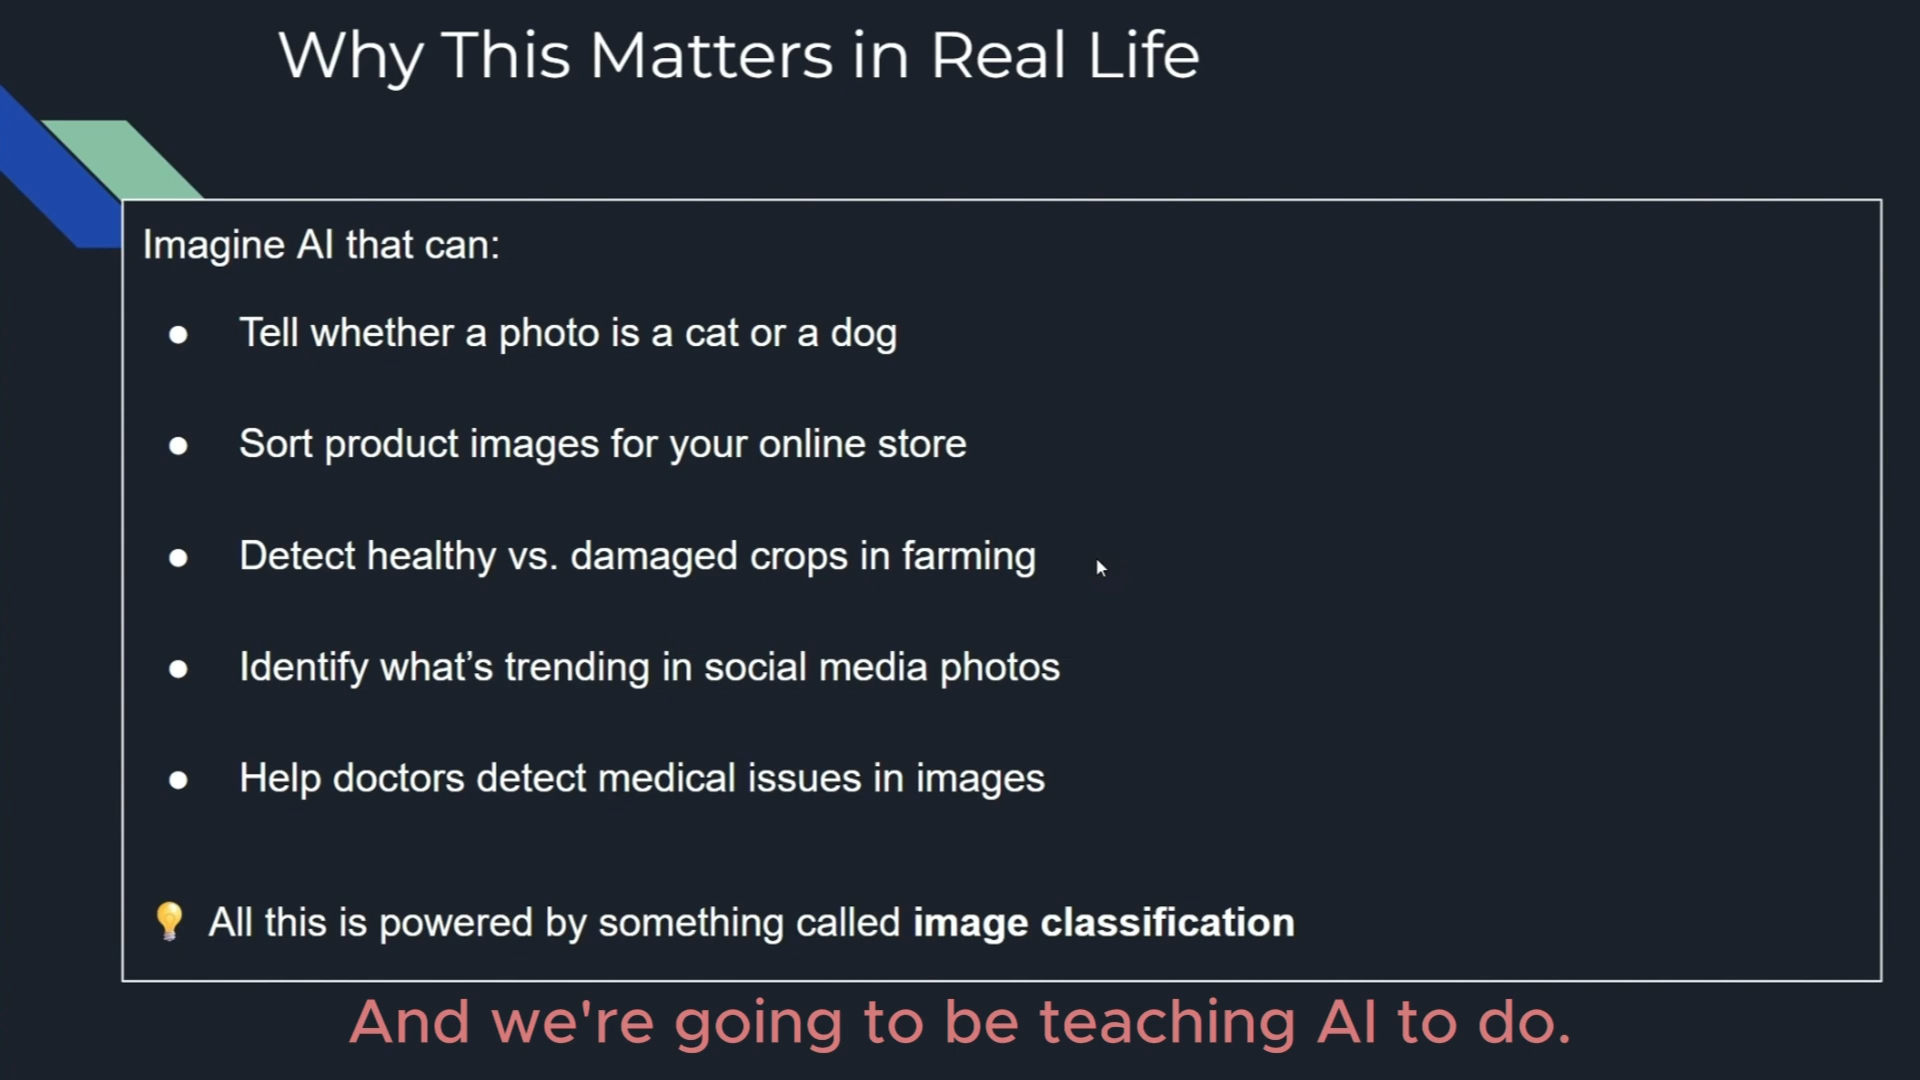 Why This Matters in Real Life
Imagine AI that can:
● Tell whether a photo is a cat or a dog
● Sort product images for your online store
● Detect healthy vs. damaged crops in farming
● Identify what’s trending in social media photos
● Help doctors detect medical issues in images
💡 All this is powered by something called image classification
And we're going to be teaching AI to do.